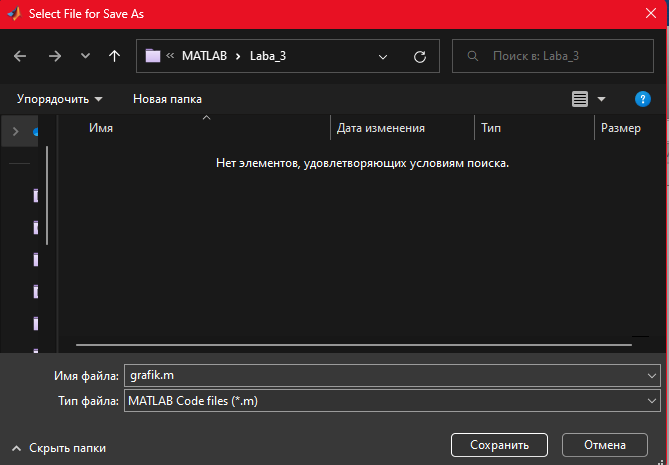 Select File for Save As
« MATLAB › Laba_3
Поиск в: Laba_3
Упорядочить
Новая папка
Имя
Дата изменения
Тип
Размер
Нет элементов, удовлетворяющих условиям поиска.
Имя файла: grafik.m
Тип файла: MATLAB Code files (*.m)
Скрыть папки
Сохранить
Отмена